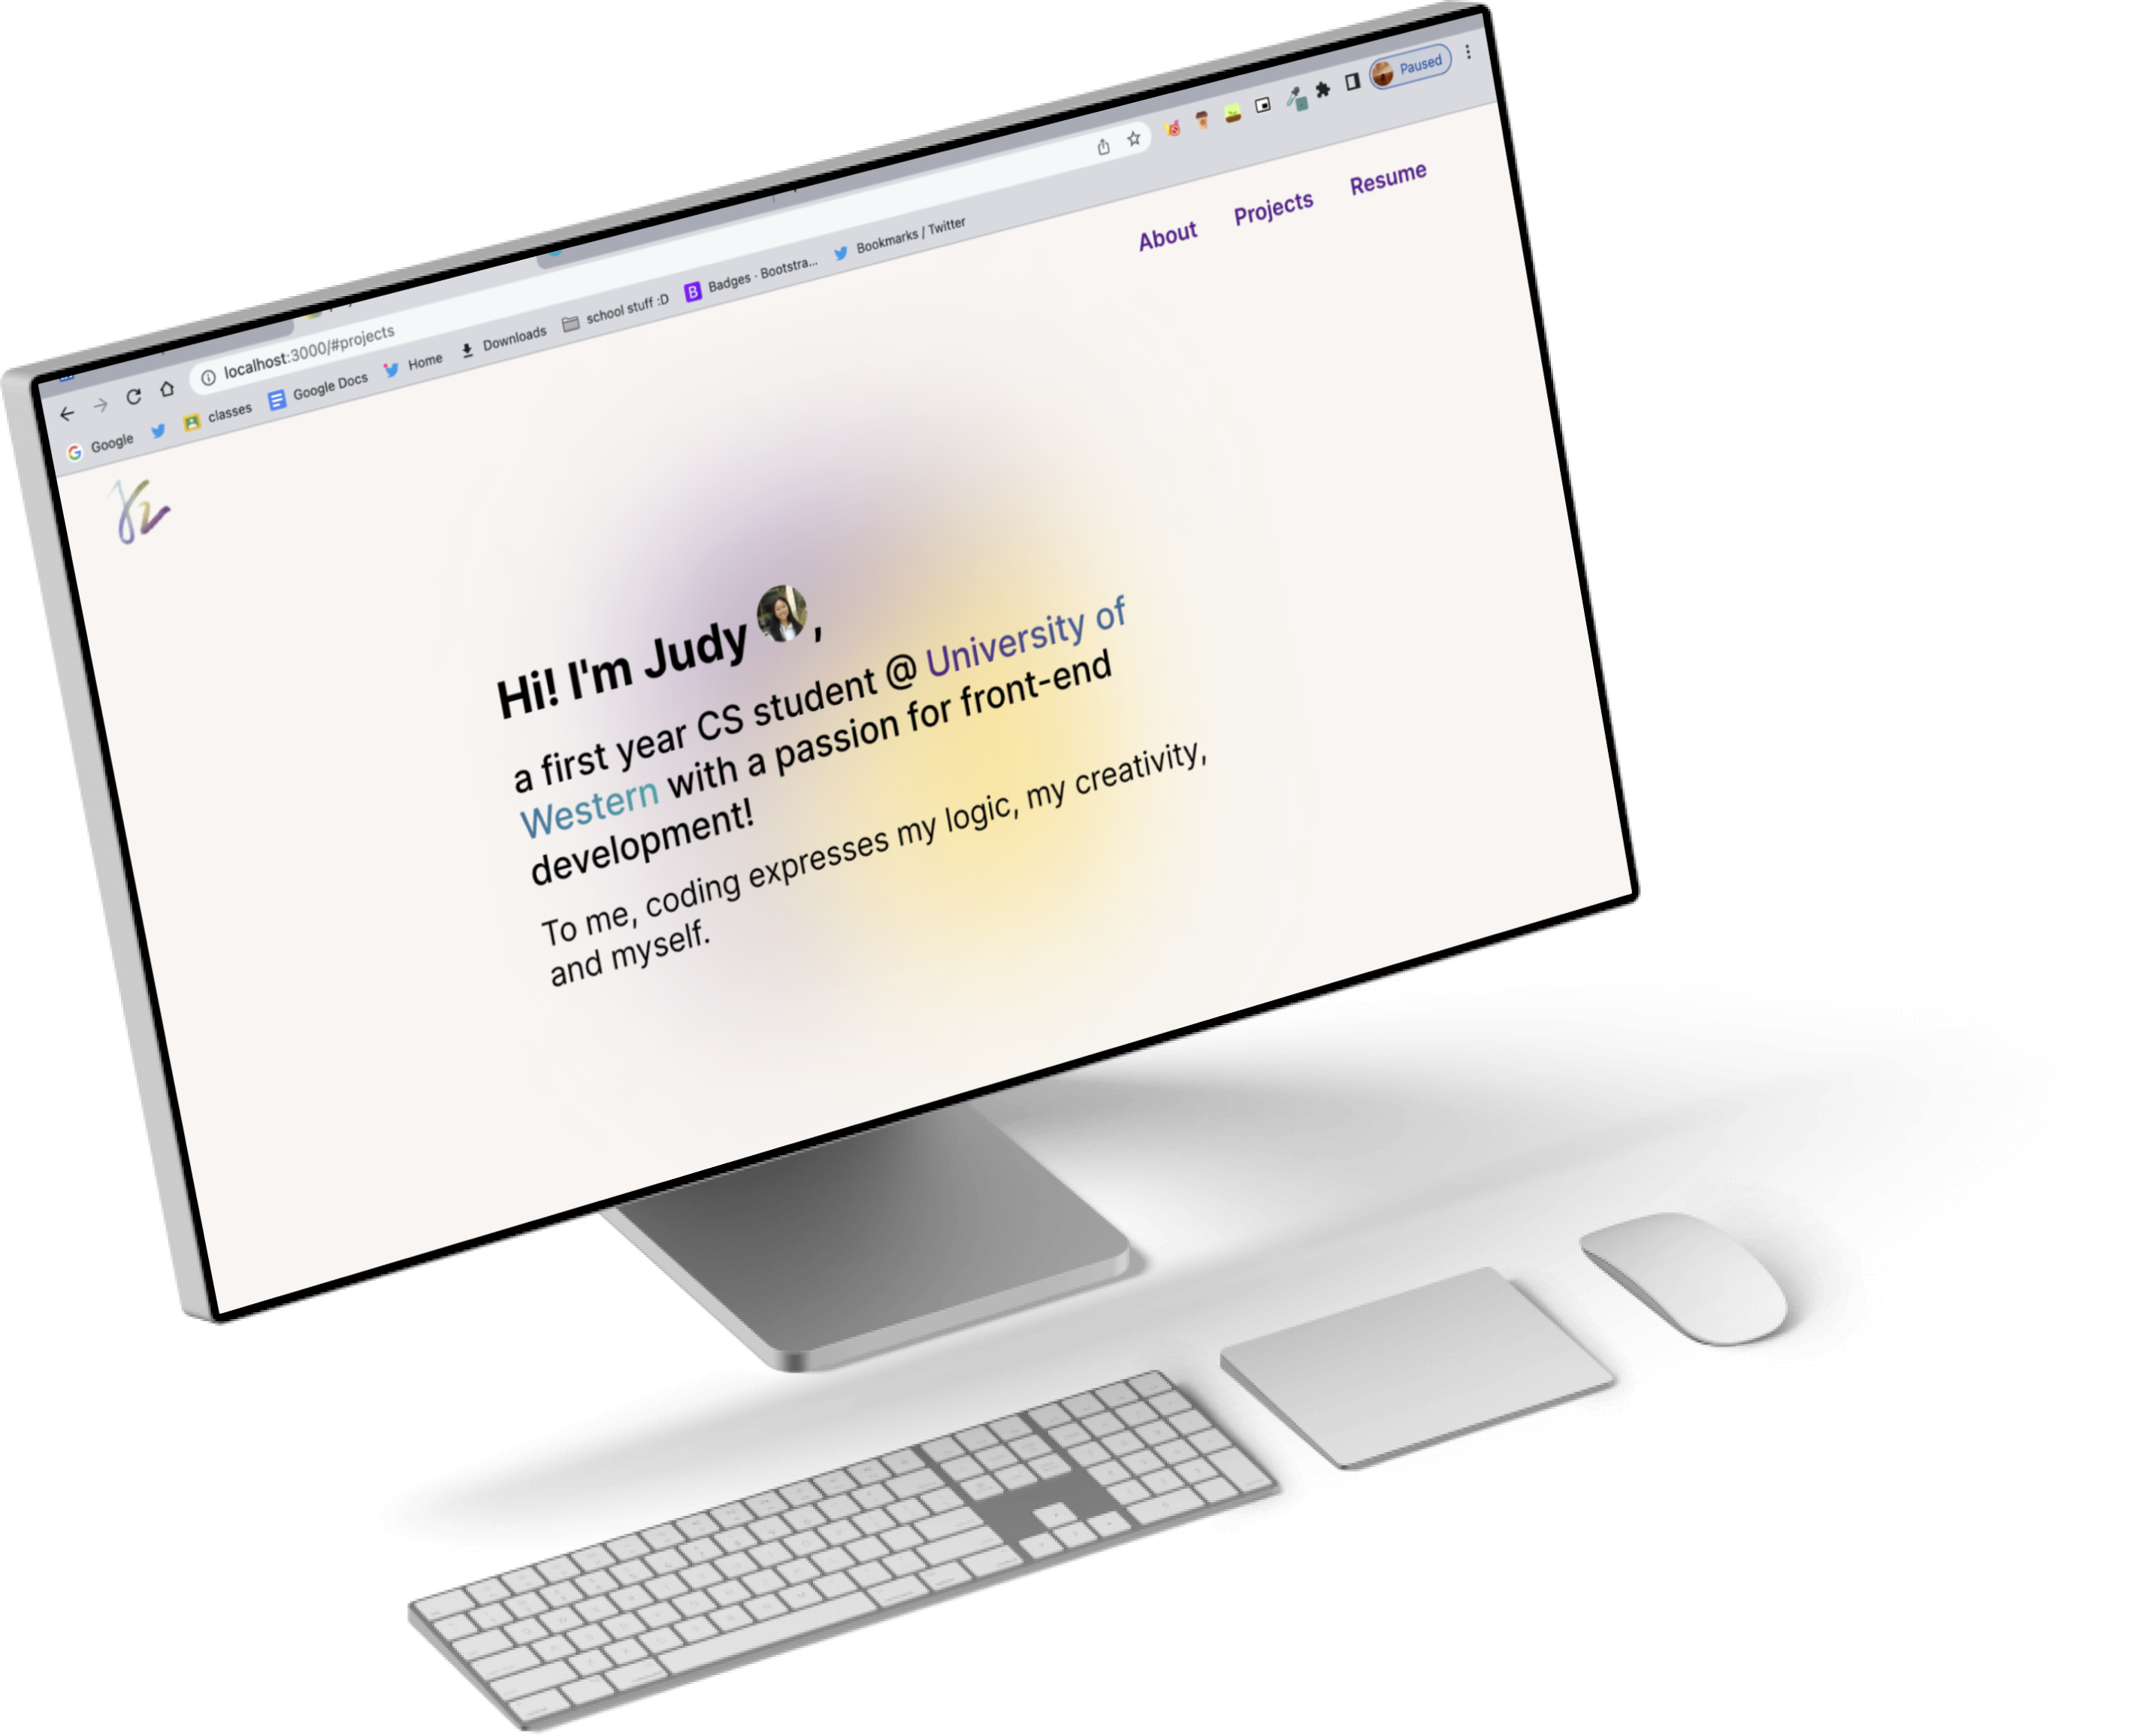 Paused
localhost:3000/#projects
Google
classes
Google Docs
Home
Downloads
school stuff :D
B
Badges · Bootstra...
Bookmarks / Twitter
About
Projects
Resume
Hi! I'm Judy ,
a first year CS student @ University of
Western with a passion for front-end
development!
To me, coding expresses my logic, my creativity,
and myself.